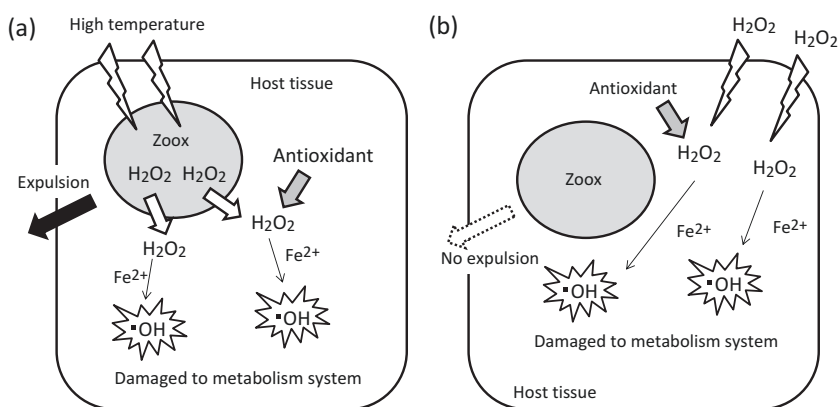 (a)
High temperature
Host tissue
Zoox
H₂O₂ H₂O₂
Antioxidant
Expulsion
H₂O₂
H₂O₂
Fe²⁺
Fe²⁺
·OH
·OH
Damaged to metabolism system
(b)
H₂O₂
H₂O₂
Antioxidant
H₂O₂
H₂O₂
Zoox
Fe²⁺
Fe²⁺
No expulsion
·OH
·OH
Damaged to metabolism system
Host tissue